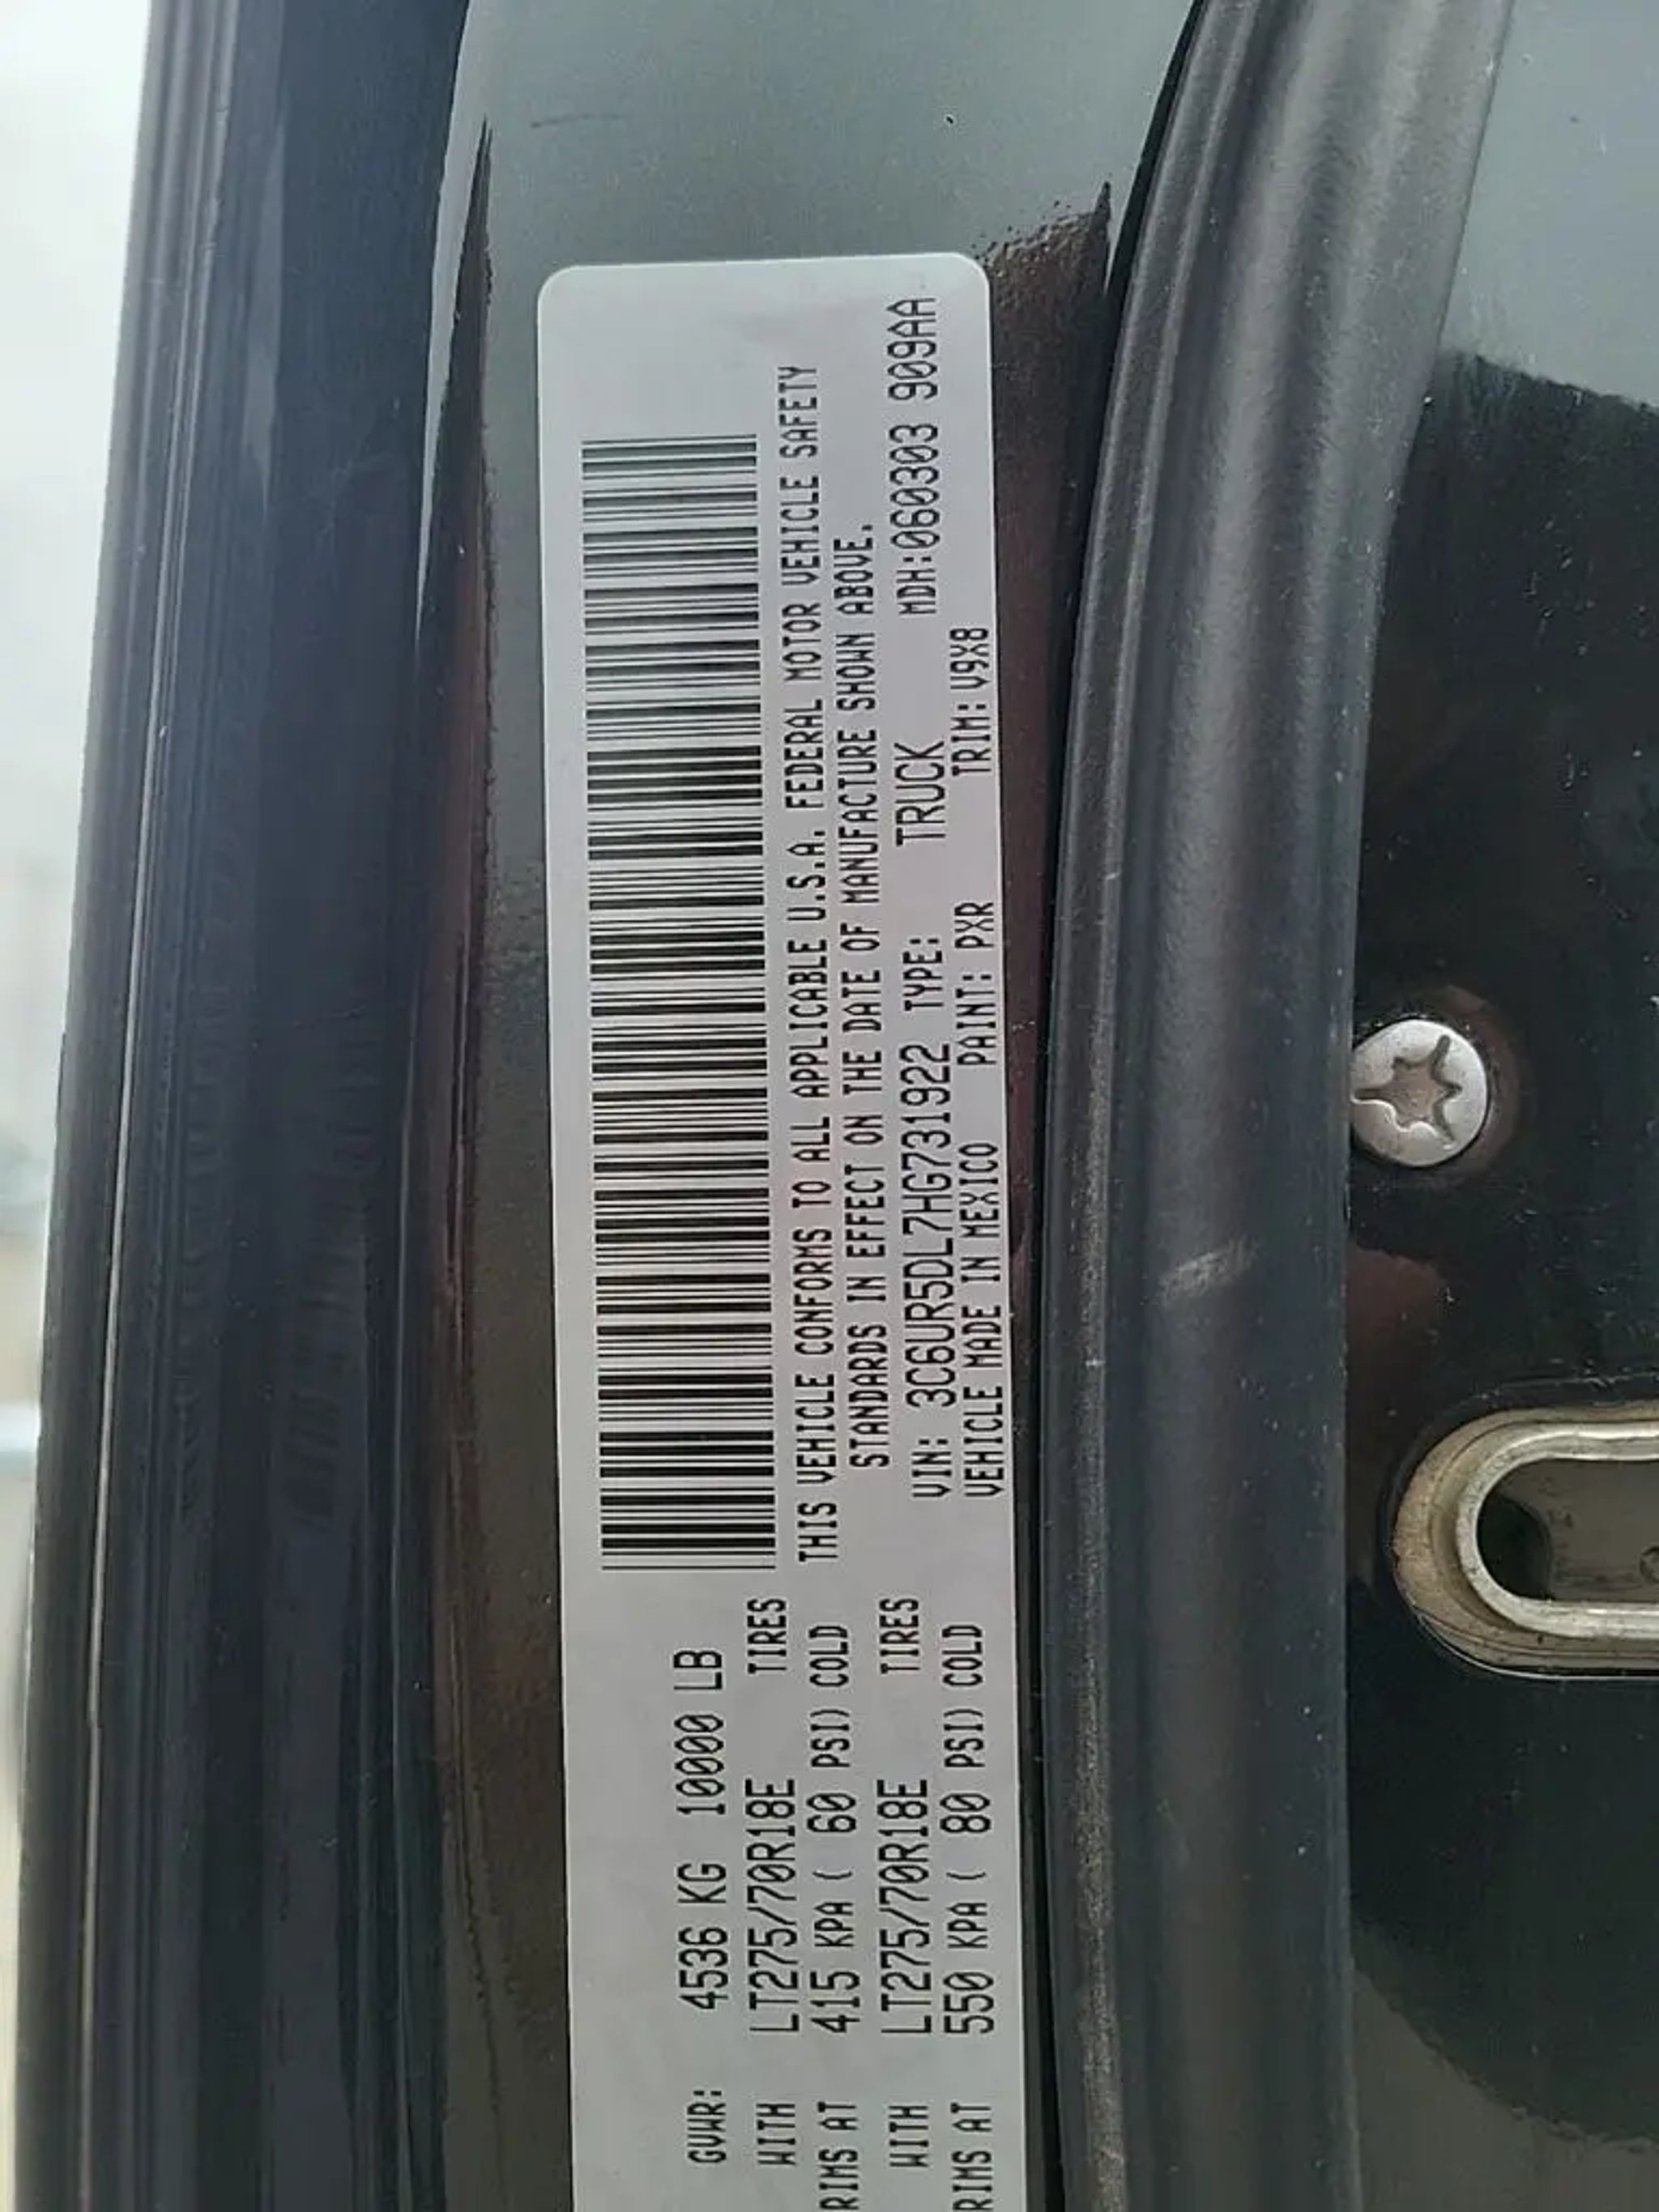 GVWR: 4536 KG 10000 LB
WITH LT275/70R18E TIRES
RIMS AT 415 KPA ( 60 PSI) COLD
WITH LT275/70R18E TIRES
RIMS AT 550 KPA ( 80 PSI) COLD
THIS VEHICLE CONFORMS TO ALL APPLICABLE U.S.A. FEDERAL MOTOR VEHICLE SAFETY
STANDARDS IN EFFECT ON THE DATE OF MANUFACTURE SHOWN ABOVE.
VIN: 3C6UR5DL7HG731922 TYPE: TRUCK MDH:060303 909AA
VEHICLE MADE IN MEXICO PAINT: PXR TRIM: V9X8